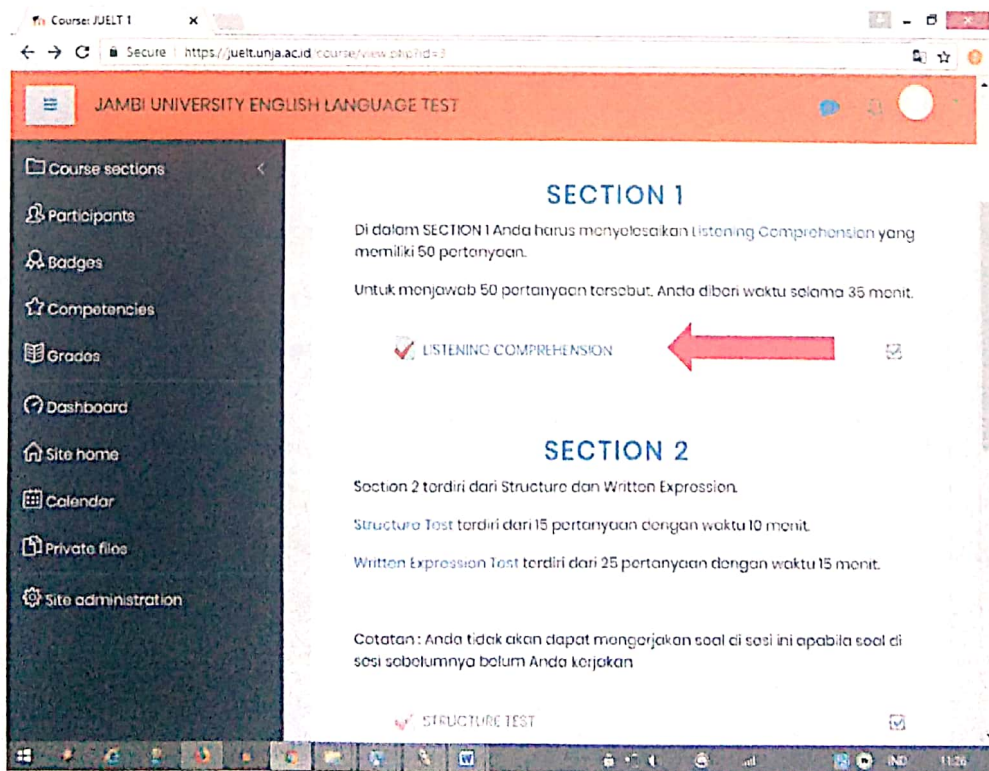 Course: JUELT 1
Secure
https://juelt.unja.ac.id/course/view.php?id=3
JAMBI UNIVERSITY ENGLISH LANGUAGE TEST
Course sections
Participants
Badges
Competencies
Grades
Dashboard
Site home
Calendar
Private files
Site administration
SECTION 1
Di dalam SECTION 1 Anda harus menyelesaikan Listening Comprehension yang
memiliki 50 pertanyaan.
Untuk menjawab 50 pertanyaan tersebut, Anda diberi waktu selama 35 menit.
LISTENING COMPREHENSION
SECTION 2
Section 2 terdiri dari Structure dan Written Expression.
Structure Test terdiri dari 15 pertanyaan dengan waktu 10 menit.
Written Expression Test terdiri dari 25 pertanyaan dengan waktu 15 menit.
Catatan : Anda tidak akan dapat mengerjakan soal di sesi ini apabila soal di
sesi sebelumnya belum Anda kerjakan
STRUCTURE TEST
IND
11:26